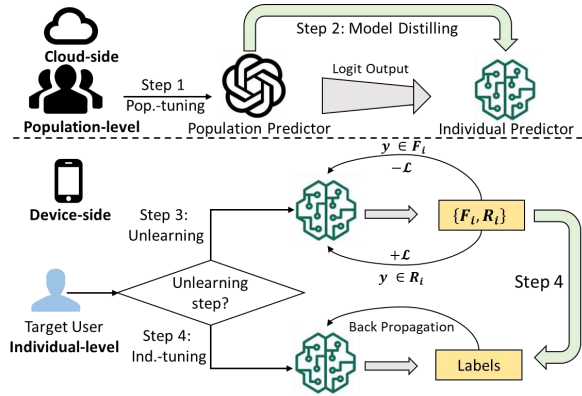 Step 2: Model Distilling
Cloud-side
Step 1
Pop.-tuning
Logit Output
Population-level
Population Predictor
Individual Predictor
y ∈ F_i
−ℒ
Device-side
Step 3:
Unlearning
{F_i, R_i}
+ℒ
y ∈ R_i
Unlearning
step?
Step 4
Target User
Individual-level
Step 4:
Ind.-tuning
Back Propagation
Labels